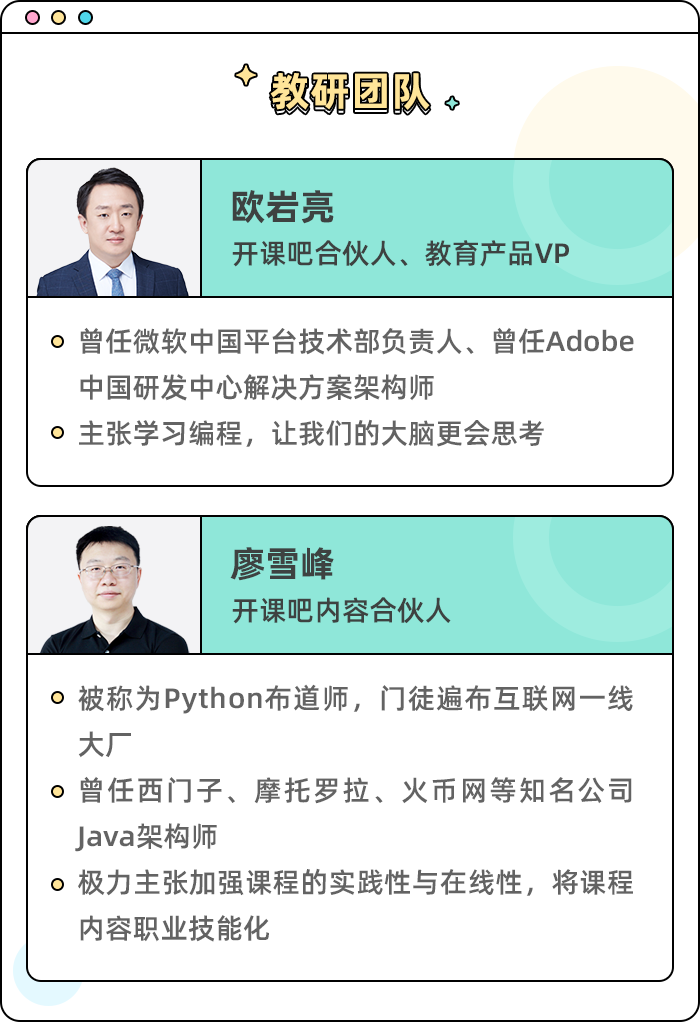 教研团队
欧岩亮
开课吧合伙人、教育产品VP
曾任微软中国平台技术部负责人、曾任Adobe
中国研发中心解决方案架构师
主张学习编程，让我们的大脑更会思考
廖雪峰
开课吧内容合伙人
被称为Python布道师，门徒遍布互联网一线
大厂
曾任西门子、摩托罗拉、火币网等知名公司
Java架构师
极力主张加强课程的实践性与在线性，将课程
内容职业技能化